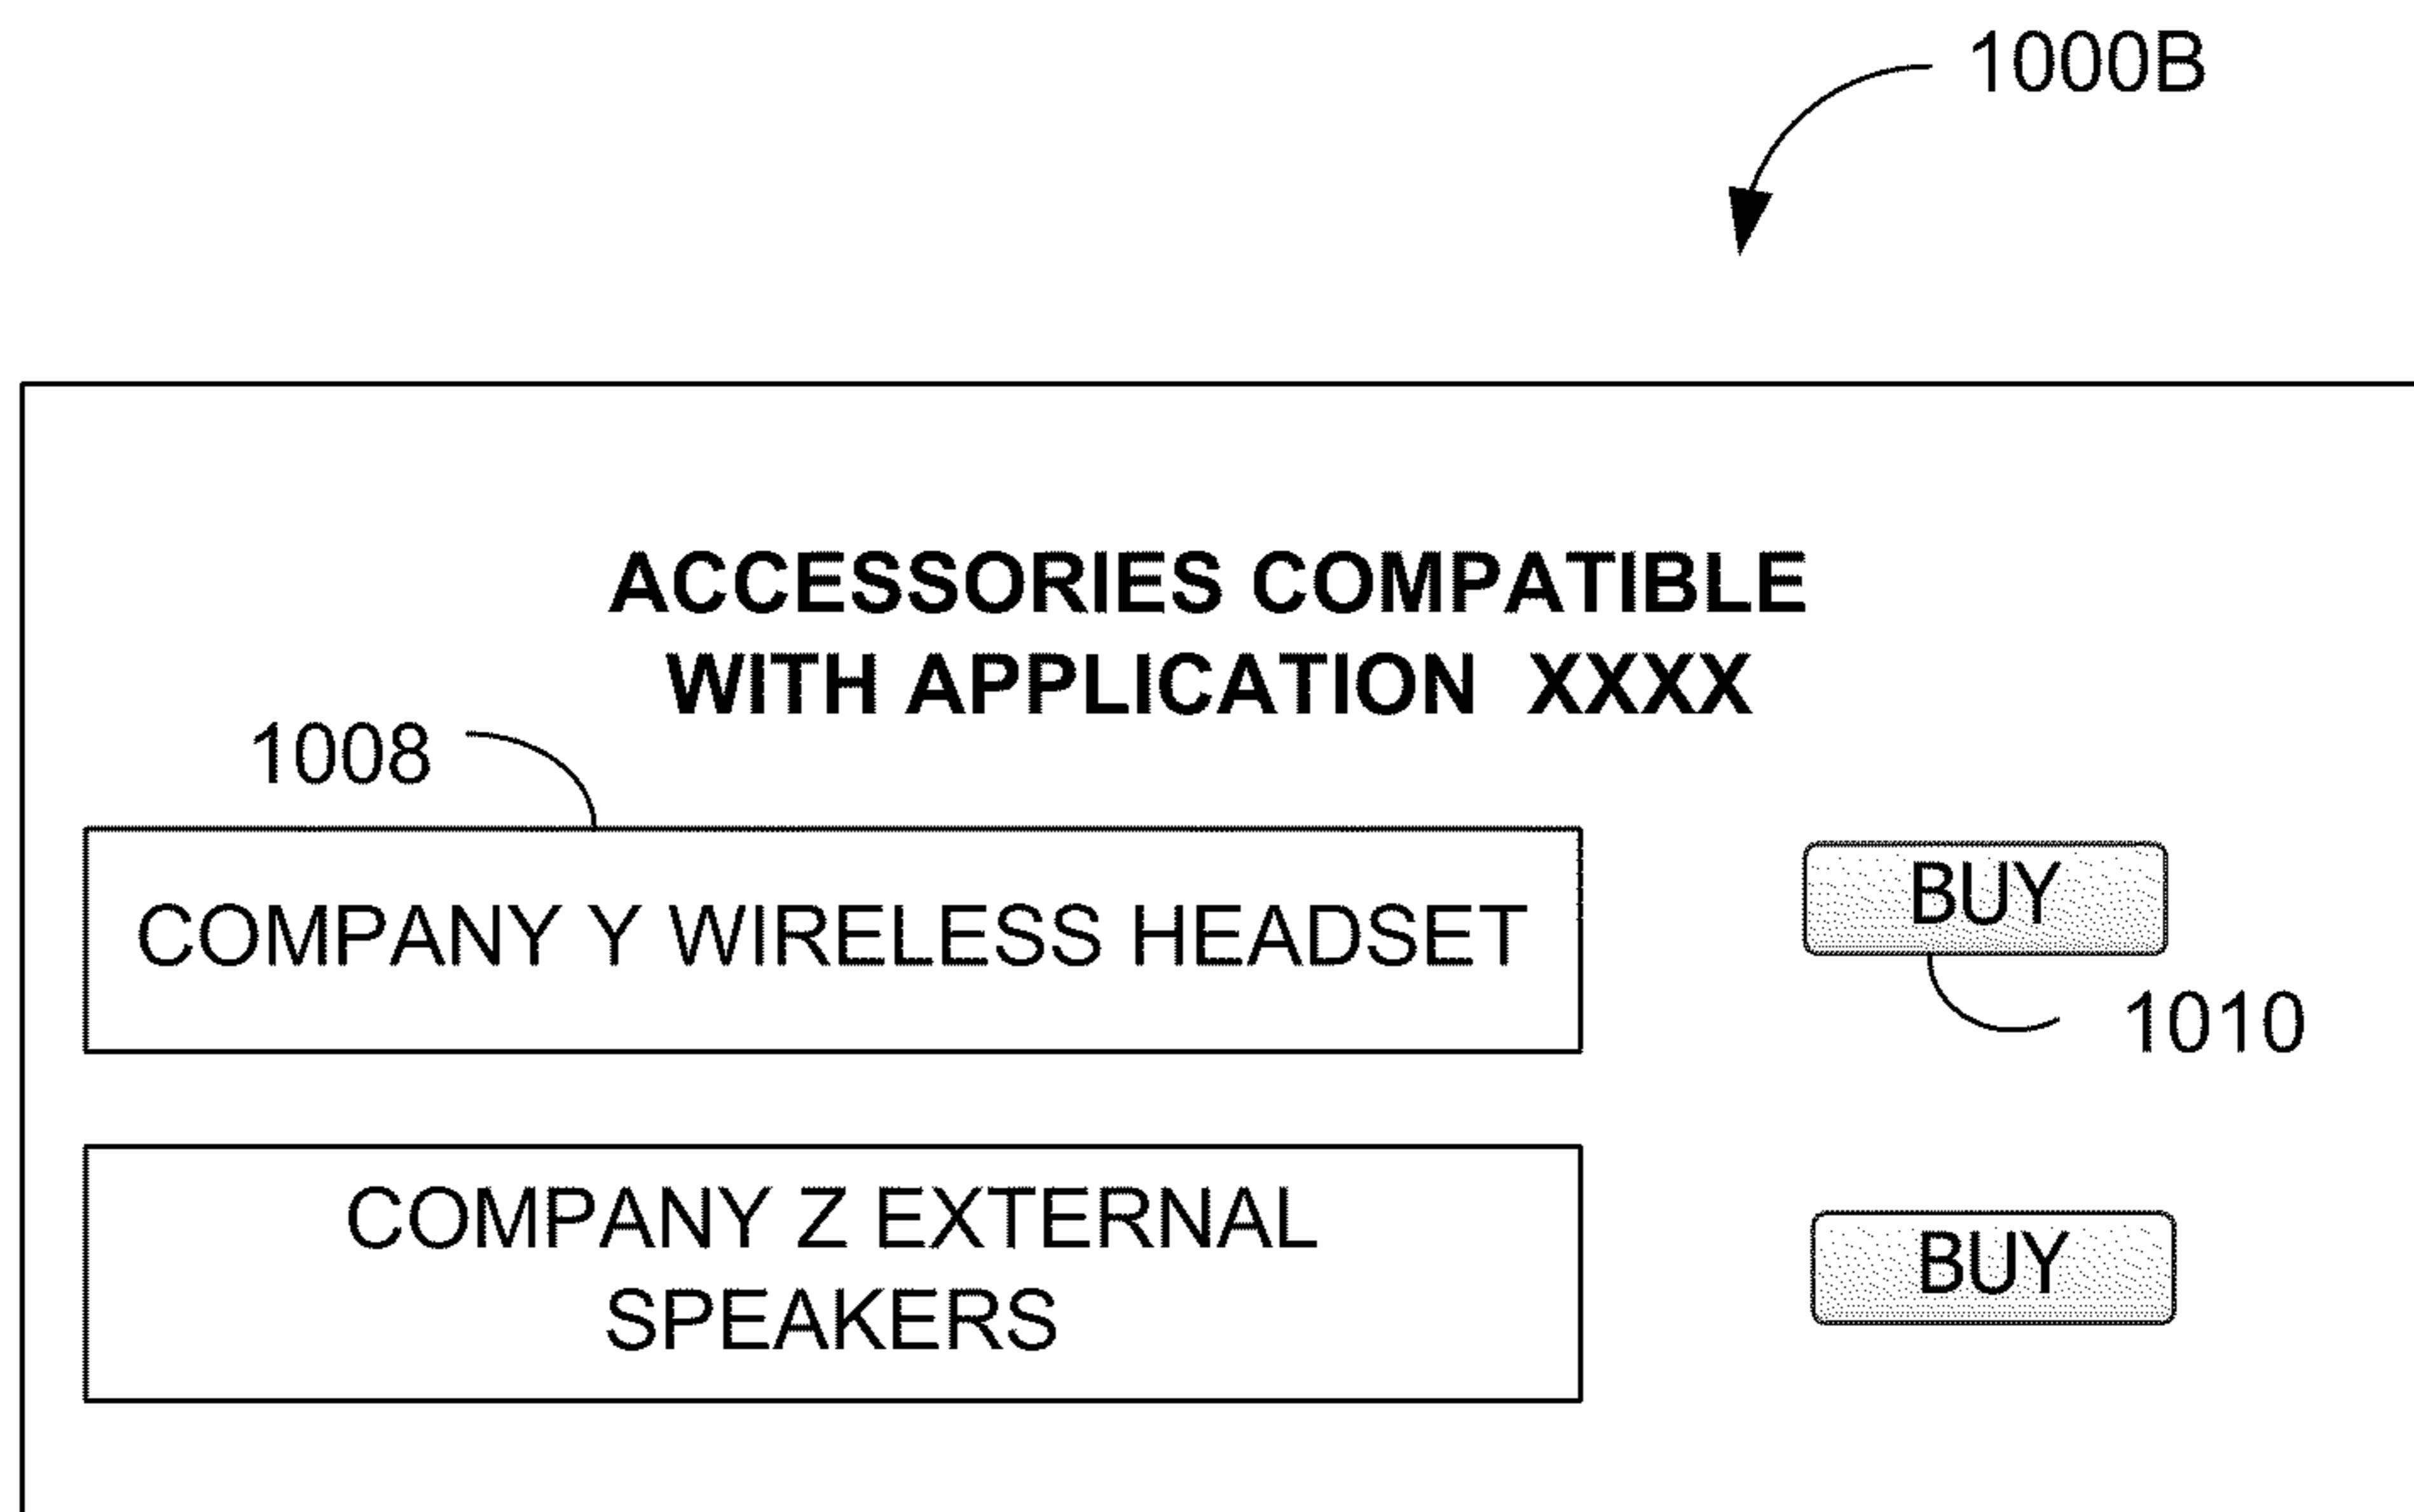 1000B
ACCESSORIES COMPATIBLE
WITH APPLICATION XXXX
1008
COMPANY Y WIRELESS HEADSET
BUY
1010
COMPANY Z EXTERNAL
SPEAKERS
BUY